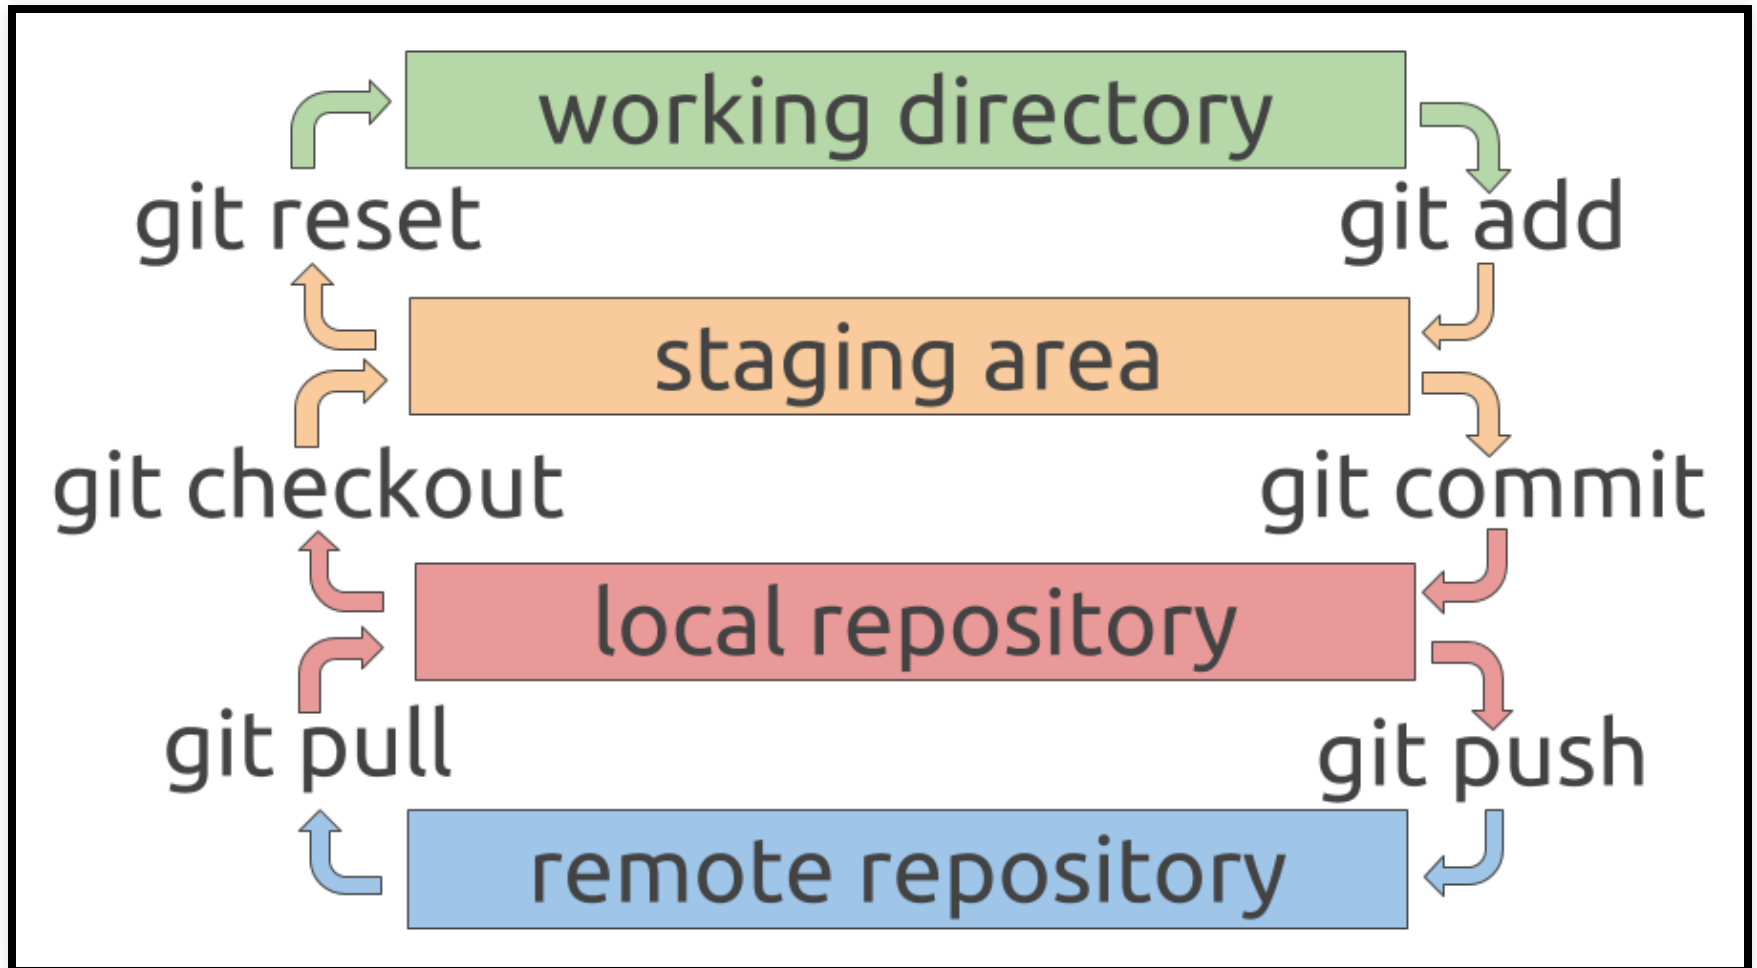 working directory
git reset
git add
staging area
git checkout
git commit
local repository
git pull
git push
remote repository